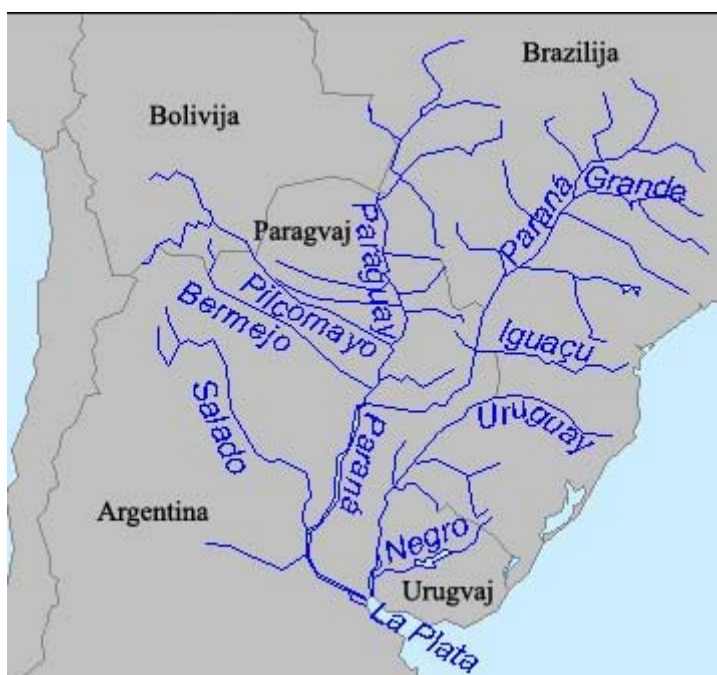 Brazilija
Bolivija
Paraná
Grande
Paragvaj
Paraguay
Pilcomayo
Bermejo
Iguaçu
Salado
Uruguay
Paraná
Argentina
Negro
Urugvaj
La Plata